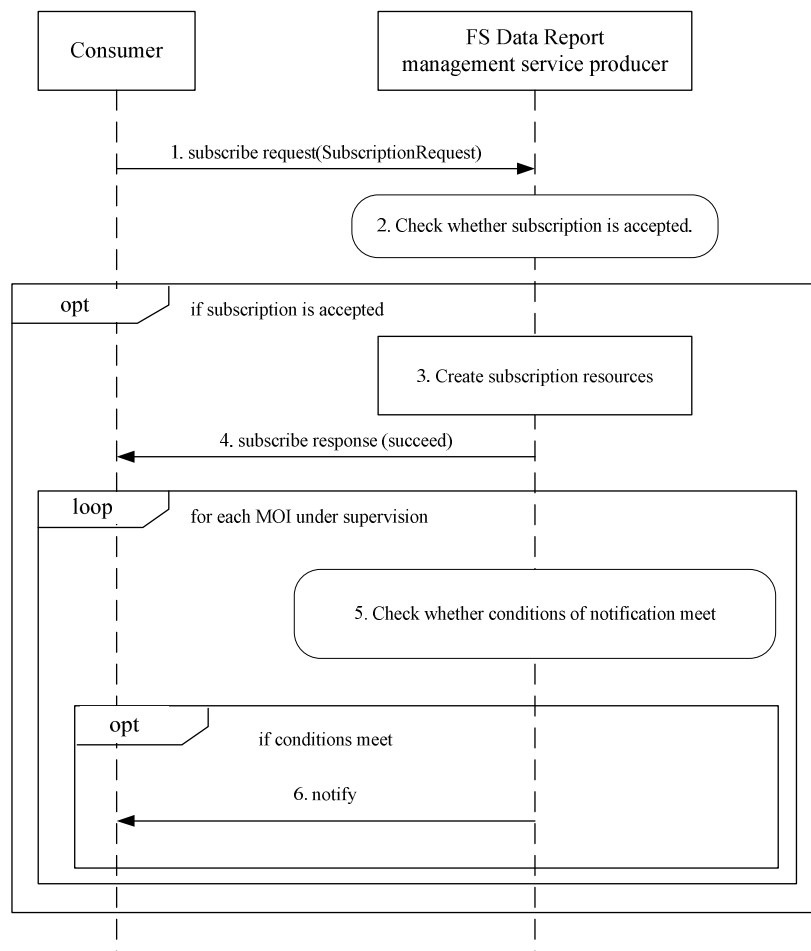 Consumer
FS Data Report
management service producer
1. subscribe request(SubscriptionRequest)
2. Check whether subscription is accepted.
opt
if subscription is accepted
3. Create subscription resources
4. subscribe response (succeed)
loop
for each MOI under supervision
5. Check whether conditions of notification meet
opt
if conditions meet
6. notify